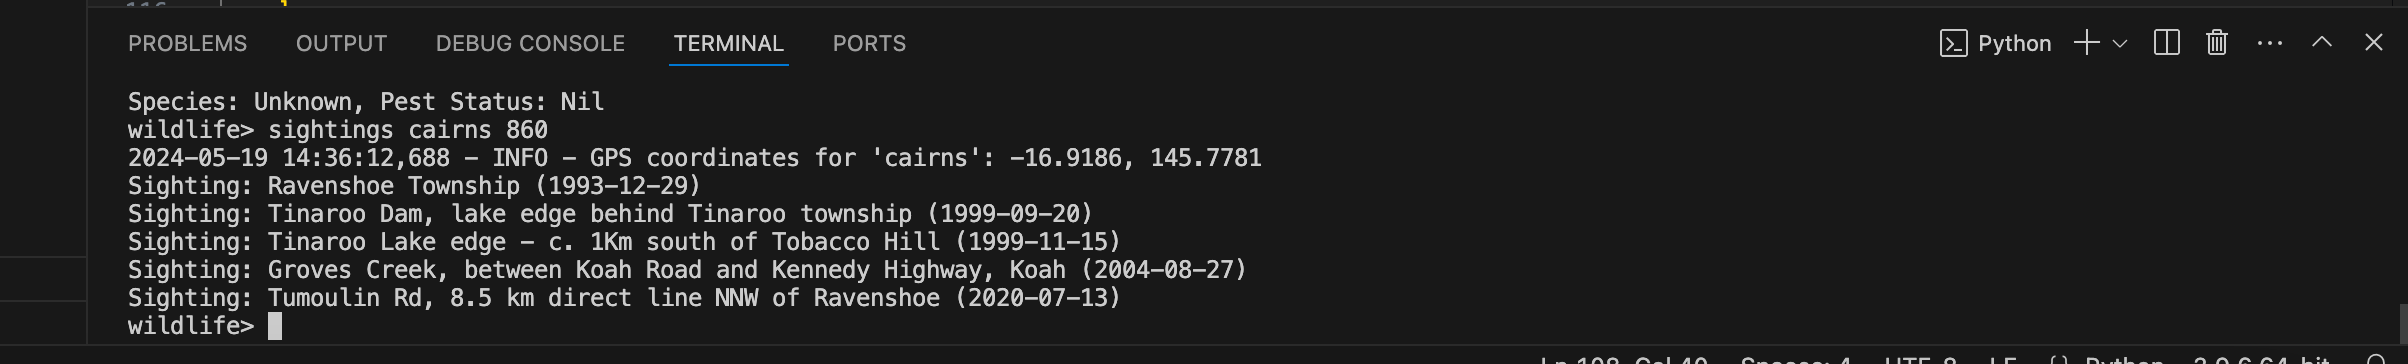 PROBLEMS OUTPUT DEBUG CONSOLE TERMINAL PORTS Python
Species: Unknown, Pest Status: Nil
wildlife> sightings cairns 860
2024-05-19 14:36:12,688 - INFO - GPS coordinates for 'cairns': -16.9186, 145.7781
Sighting: Ravenshoe Township (1993-12-29)
Sighting: Tinaroo Dam, lake edge behind Tinaroo township (1999-09-20)
Sighting: Tinaroo Lake edge - c. 1Km south of Tobacco Hill (1999-11-15)
Sighting: Groves Creek, between Koah Road and Kennedy Highway, Koah (2004-08-27)
Sighting: Tumoulin Rd, 8.5 km direct line NNW of Ravenshoe (2020-07-13)
wildlife>